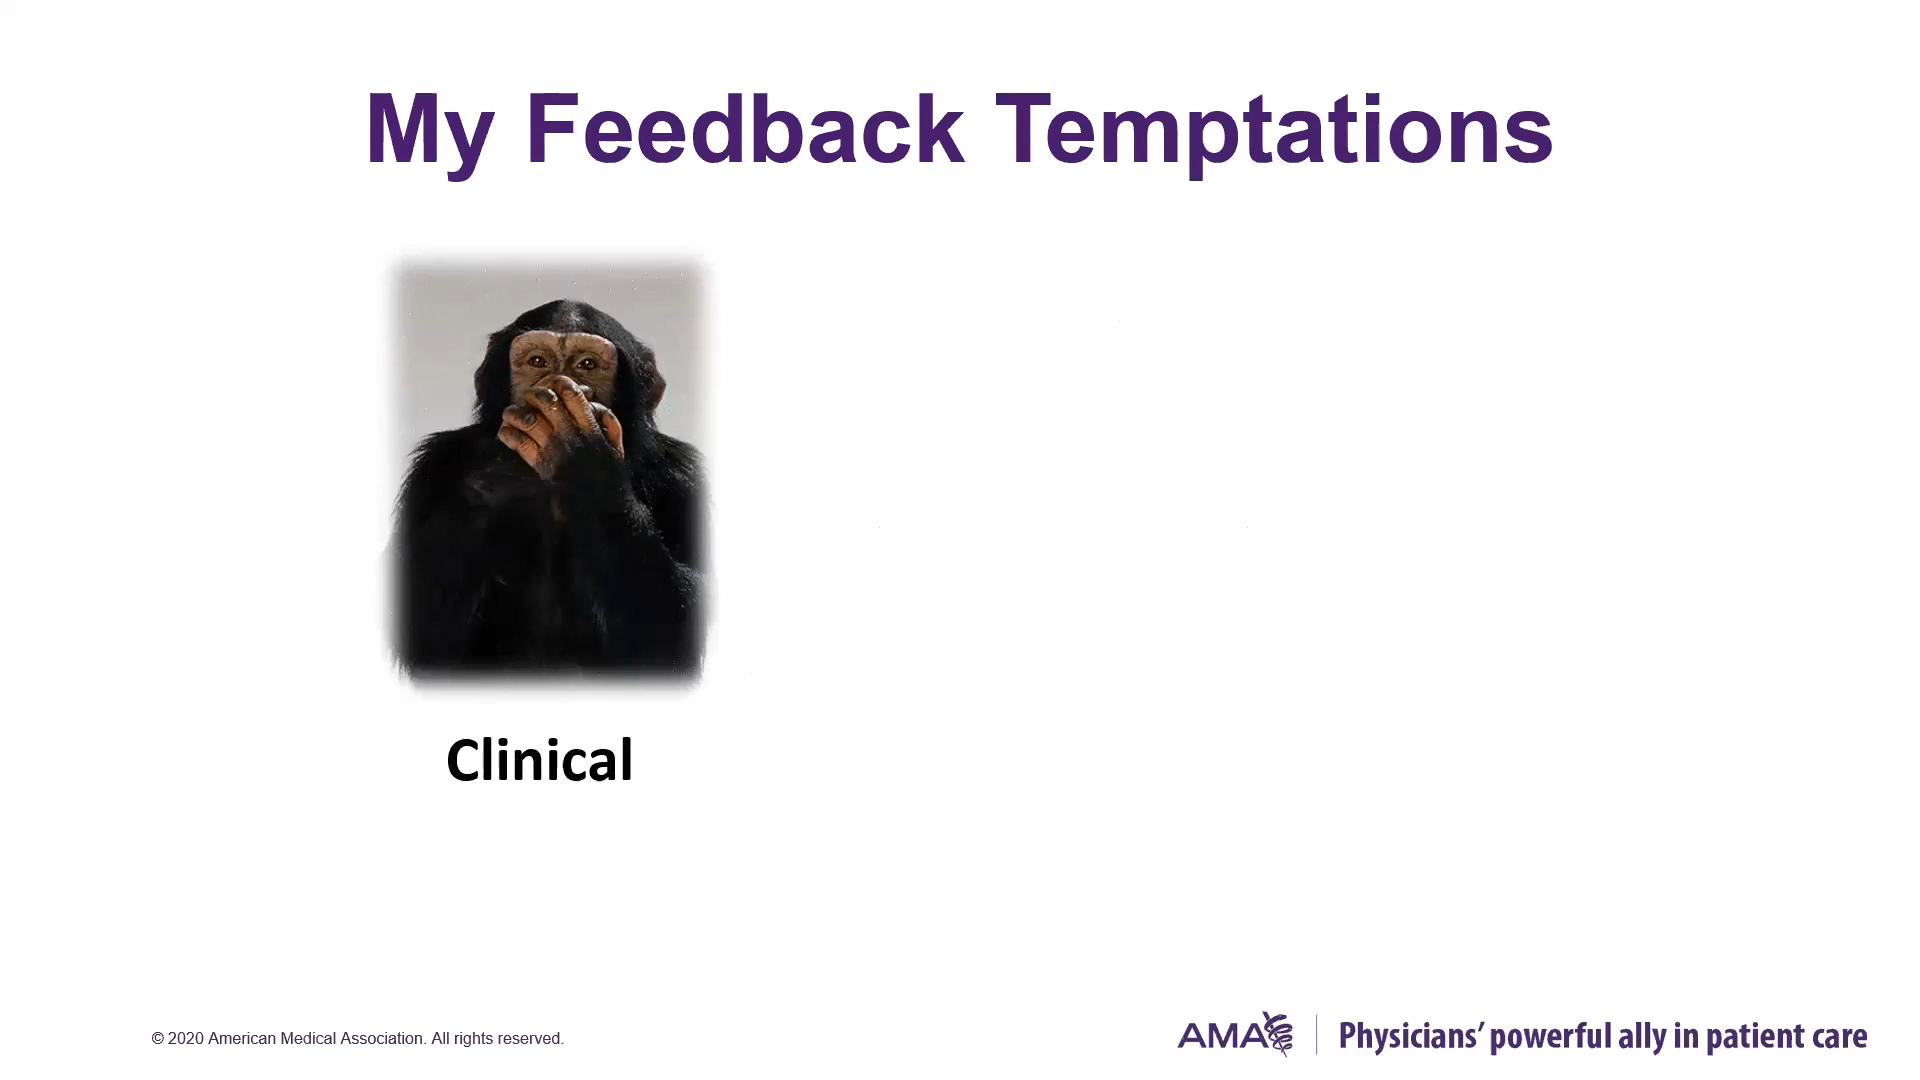 My Feedback Temptations
Clinical
© 2020 American Medical Association. All rights reserved.
AMA
Physicians’ powerful ally in patient care